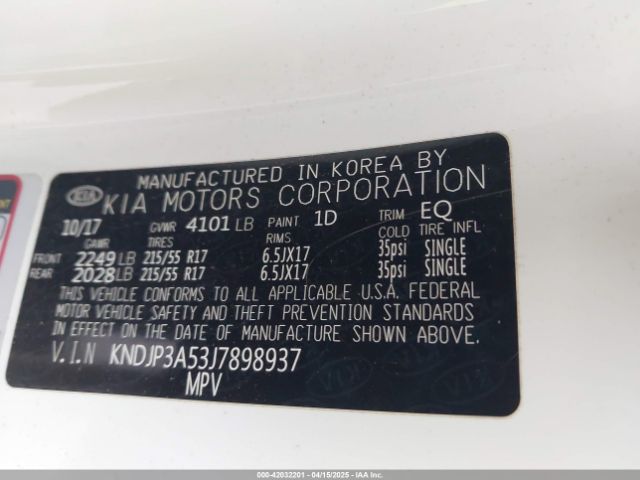 MANUFACTURED IN KOREA BY
KIA KIA MOTORS CORPORATION
10/17 GVWR 4101 LB PAINT 1D TRIM EQ
GAWR TIRES RIMS COLD TIRE INFL
FRONT 2249 LB 215/55 R17 6.5JX17 35psi SINGLE
REAR 2028 LB 215/55 R17 6.5JX17 35psi SINGLE
THIS VEHICLE CONFORMS TO ALL APPLICABLE U.S.A. FEDERAL
MOTOR VEHICLE SAFETY AND THEFT PREVENTION STANDARDS
IN EFFECT ON THE DATE OF MANUFACTURE SHOWN ABOVE.
V.I.N KNDJP3A53J7898937
MPV
000-42032201 - 04/15/2025 - IAAI.COM